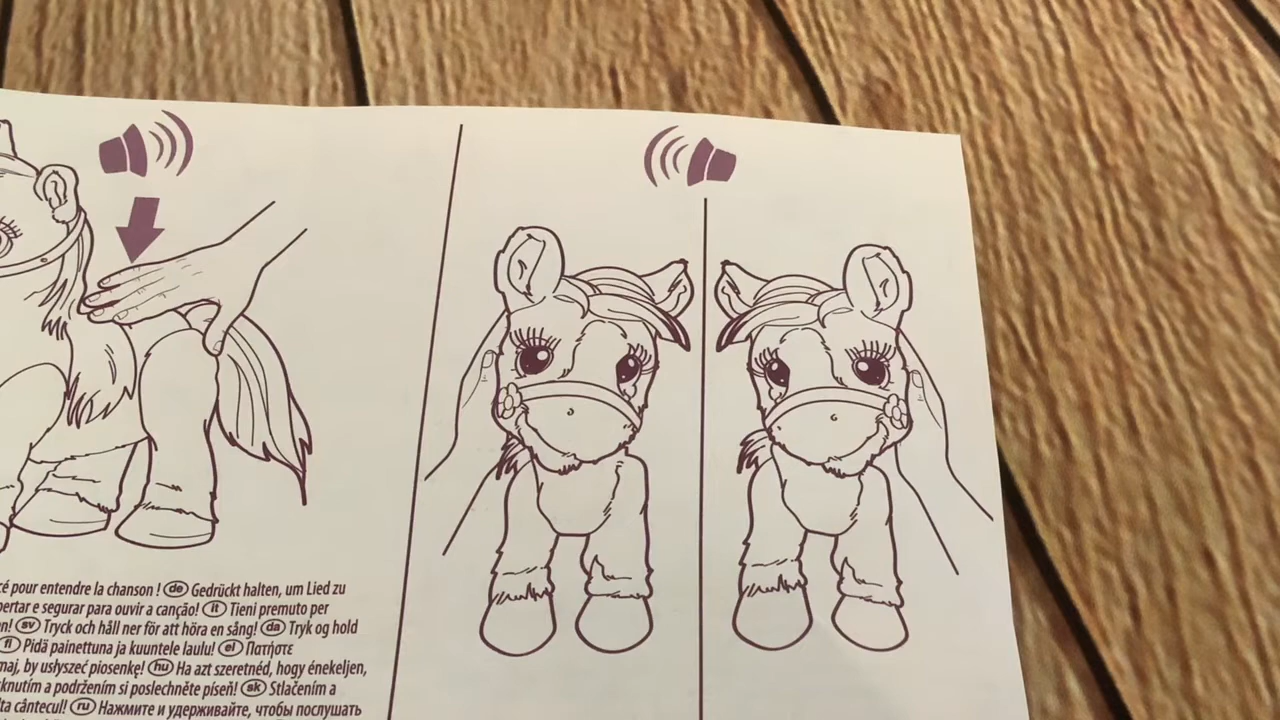 cé pour entendre la chanson ! de Gedrückt halten, um Lied zu
pertar e segurar para ouvir a canção! it Tieni premuto per
n! sv Tryck och håll ner för att höra en sång! da Tryk og hold
fi Pidä painettuna ja kuuntele laulu! el Πατήστε
maj, by usłyszeć piosenkę! hu Ha azt szeretnéd, hogy énekeljen,
knutím a podržením si poslechněte píseň! sk Stlačením a
lta cântecul! ru Нажмите и удерживайте, чтобы послушать